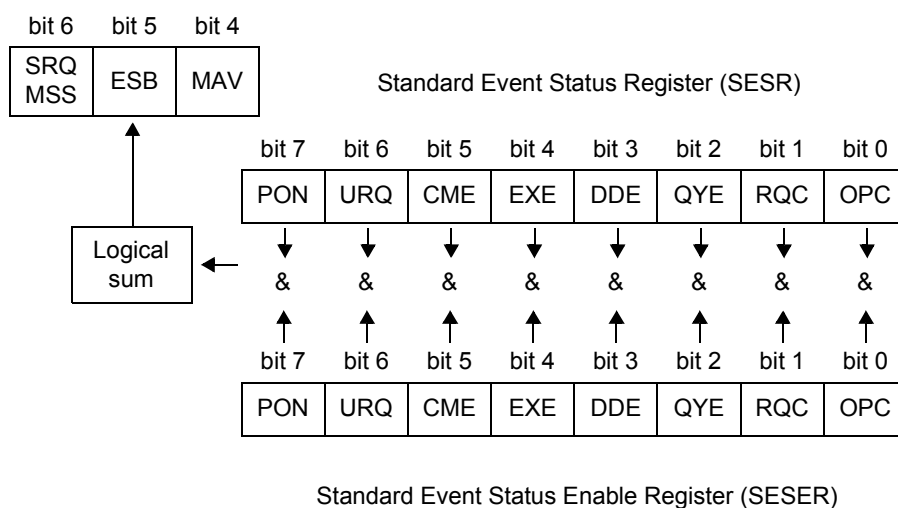 bit 6 bit 5 bit 4
SRQ
MSS
ESB
MAV
Standard Event Status Register (SESR)
bit 7 bit 6 bit 5 bit 4 bit 3 bit 2 bit 1 bit 0
PON URQ CME EXE DDE QYE RQC OPC
Logical
sum
& & & & & & & &
bit 7 bit 6 bit 5 bit 4 bit 3 bit 2 bit 1 bit 0
PON URQ CME EXE DDE QYE RQC OPC
Standard Event Status Enable Register (SESER)